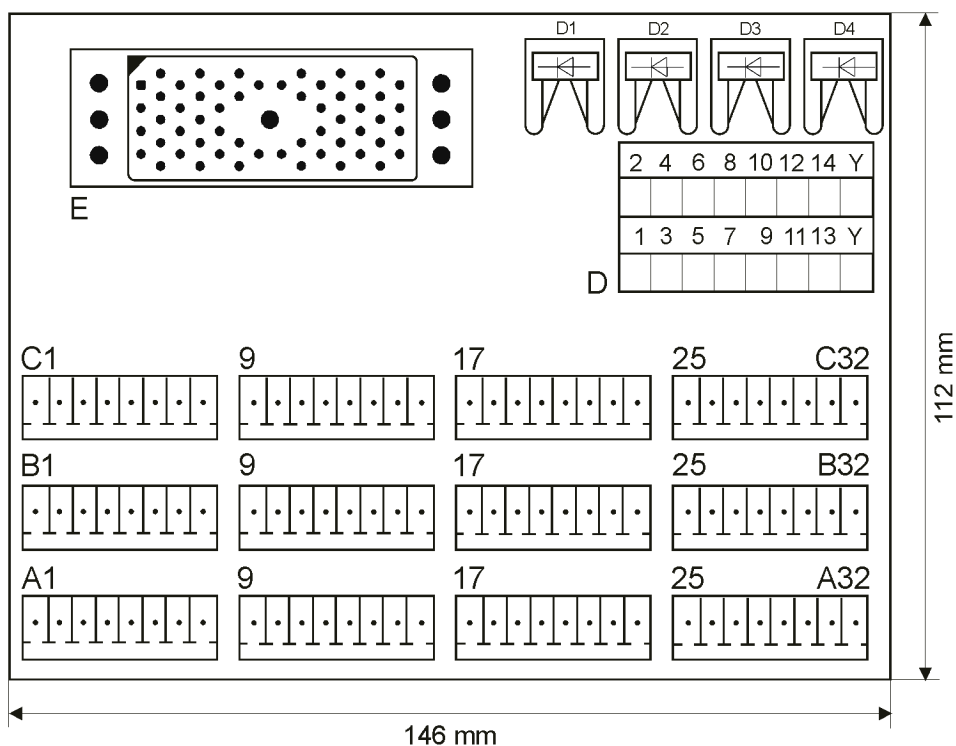 D1 D2 D3 D4
2 4 6 8 10 12 14 Y
E
1 3 5 7 9 11 13 Y
D
C1 9 17 25 C32
112 mm
B1 9 17 25 B32
A1 9 17 25 A32
146 mm